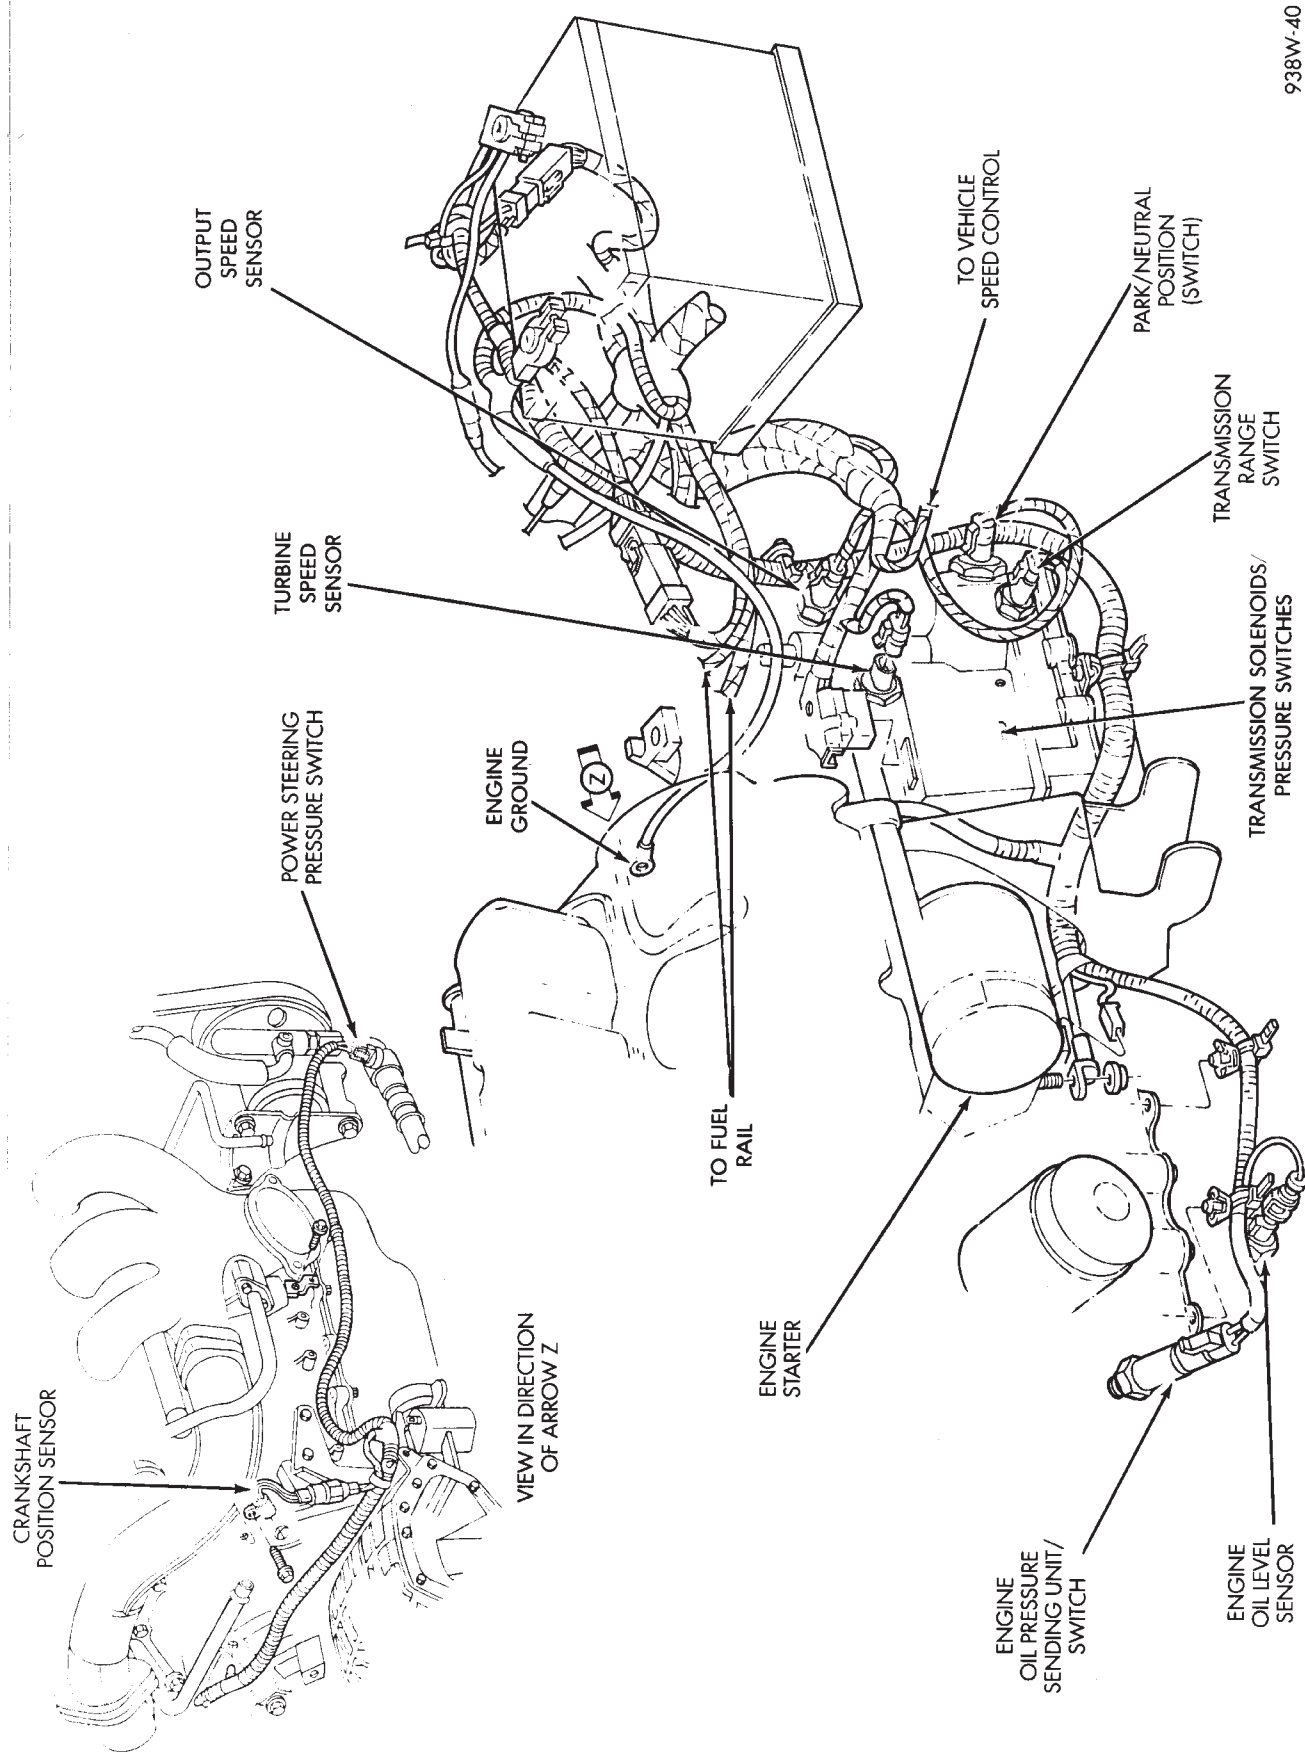 CRANKSHAFT
POSITION SENSOR
POWER STEERING
PRESSURE SWITCH
TURBINE
SPEED
SENSOR
OUTPUT
SPEED
SENSOR
VIEW IN DIRECTION
OF ARROW Z
ENGINE
GROUND
Z
TO FUEL
RAIL
ENGINE
STARTER
TO VEHICLE
SPEED CONTROL
PARK/NEUTRAL
POSITION
(SWITCH)
TRANSMISSION
RANGE
SWITCH
TRANSMISSION SOLENOIDS/
PRESSURE SWITCHES
ENGINE
OIL PRESSURE
SENDING UNIT/
SWITCH
ENGINE
OIL LEVEL
SENSOR
938W-40